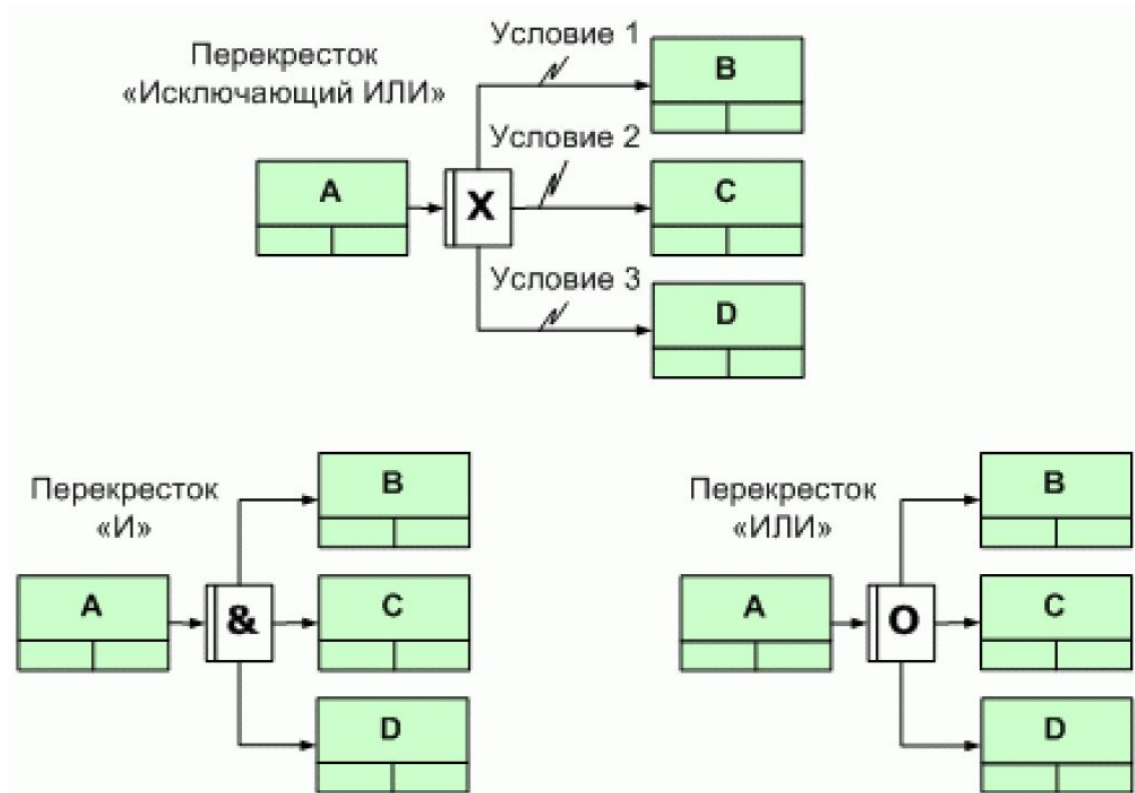 Перекресток
«Исключающий ИЛИ»
Условие 1
B
Условие 2
A
X
C
Условие 3
D
Перекресток
«И»
B
A
&
C
D
Перекресток
«ИЛИ»
B
A
O
C
D